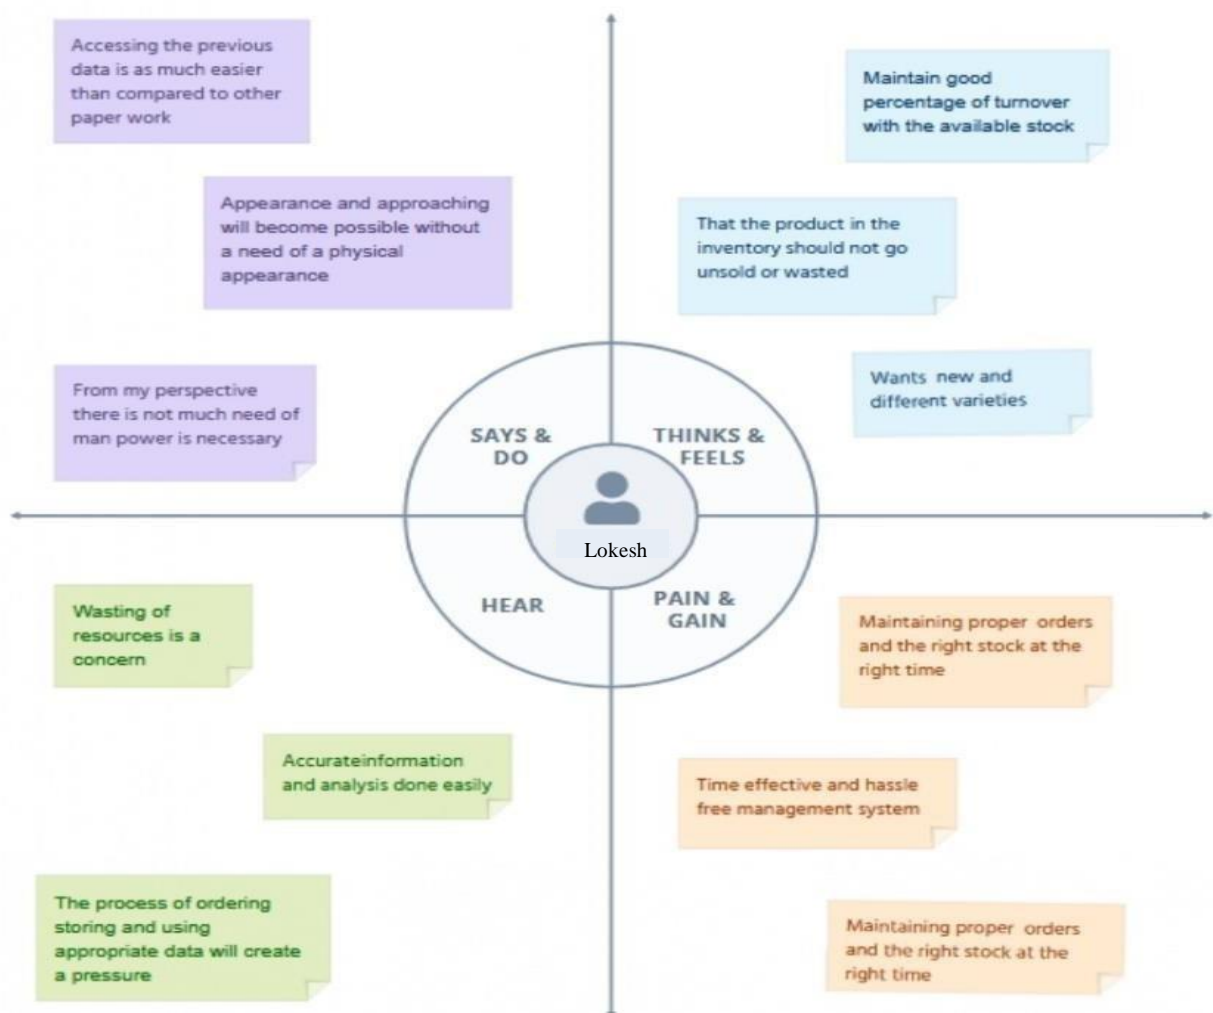 Accessing the previous
data is as much easier
than compared to other
paper work
Appearance and approaching
will become possible without
a need of a physical
appearance
From my perspective
there is not much need of
man power is necessary
Maintain good
percentage of turnover
with the available stock
That the product in the
inventory should not go
unsold or wasted
Wants new and
different varieties
SAYS &
DO
THINKS &
FEELS
Lokesh
HEAR
PAIN &
GAIN
Wasting of
resources is a
concern
Accurateinformation
and analysis done easily
The process of ordering
storing and using
appropriate data will create
a pressure
Maintaining proper orders
and the right stock at the
right time
Time effective and hassle
free management system
Maintaining proper orders
and the right stock at the
right time